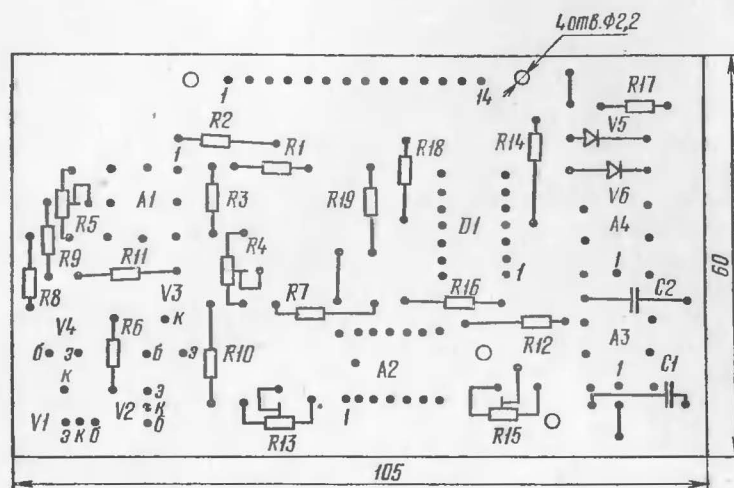 4 отв. Ф2,2
1
14
R17
R2
V5
R1
R18
R14
1
V6
R5
A1
R3
R19
D1
A4
R9
R4
R11
1
1
R8
V3
R16
C2
R7
V4
R6
к
R12
A3
б э
б
э
R10
A2
1
C1
к
э
V1
V2
к
1
э к б
б
R13
R15
60
105